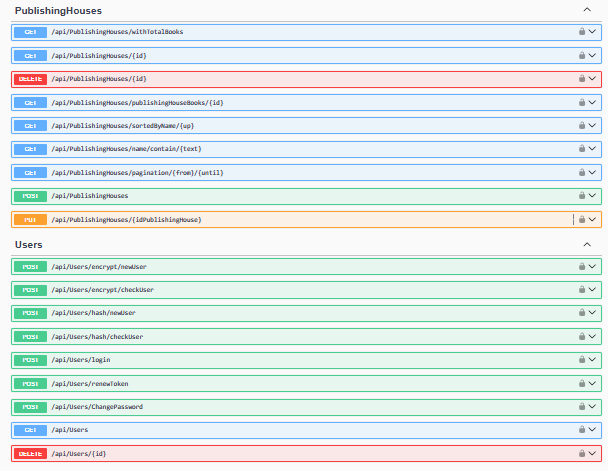 PublishingHouses
GET /api/PublishingHouses/withTotalBooks
GET /api/PublishingHouses/{id}
DELETE /api/PublishingHouses/{id}
GET /api/PublishingHouses/publishingHouseBooks/{id}
GET /api/PublishingHouses/sortedByName/{up}
GET /api/PublishingHouses/name/contain/{text}
GET /api/PublishingHouses/pagination/{from}/{until}
POST /api/PublishingHouses
PUT /api/PublishingHouses/{idPublishingHouse}
Users
POST /api/Users/encrypt/newUser
POST /api/Users/encrypt/checkUser
POST /api/Users/hash/newUser
POST /api/Users/hash/checkUser
POST /api/Users/login
POST /api/Users/renewToken
POST /api/Users/ChangePassword
GET /api/Users
DELETE /api/Users/{id}